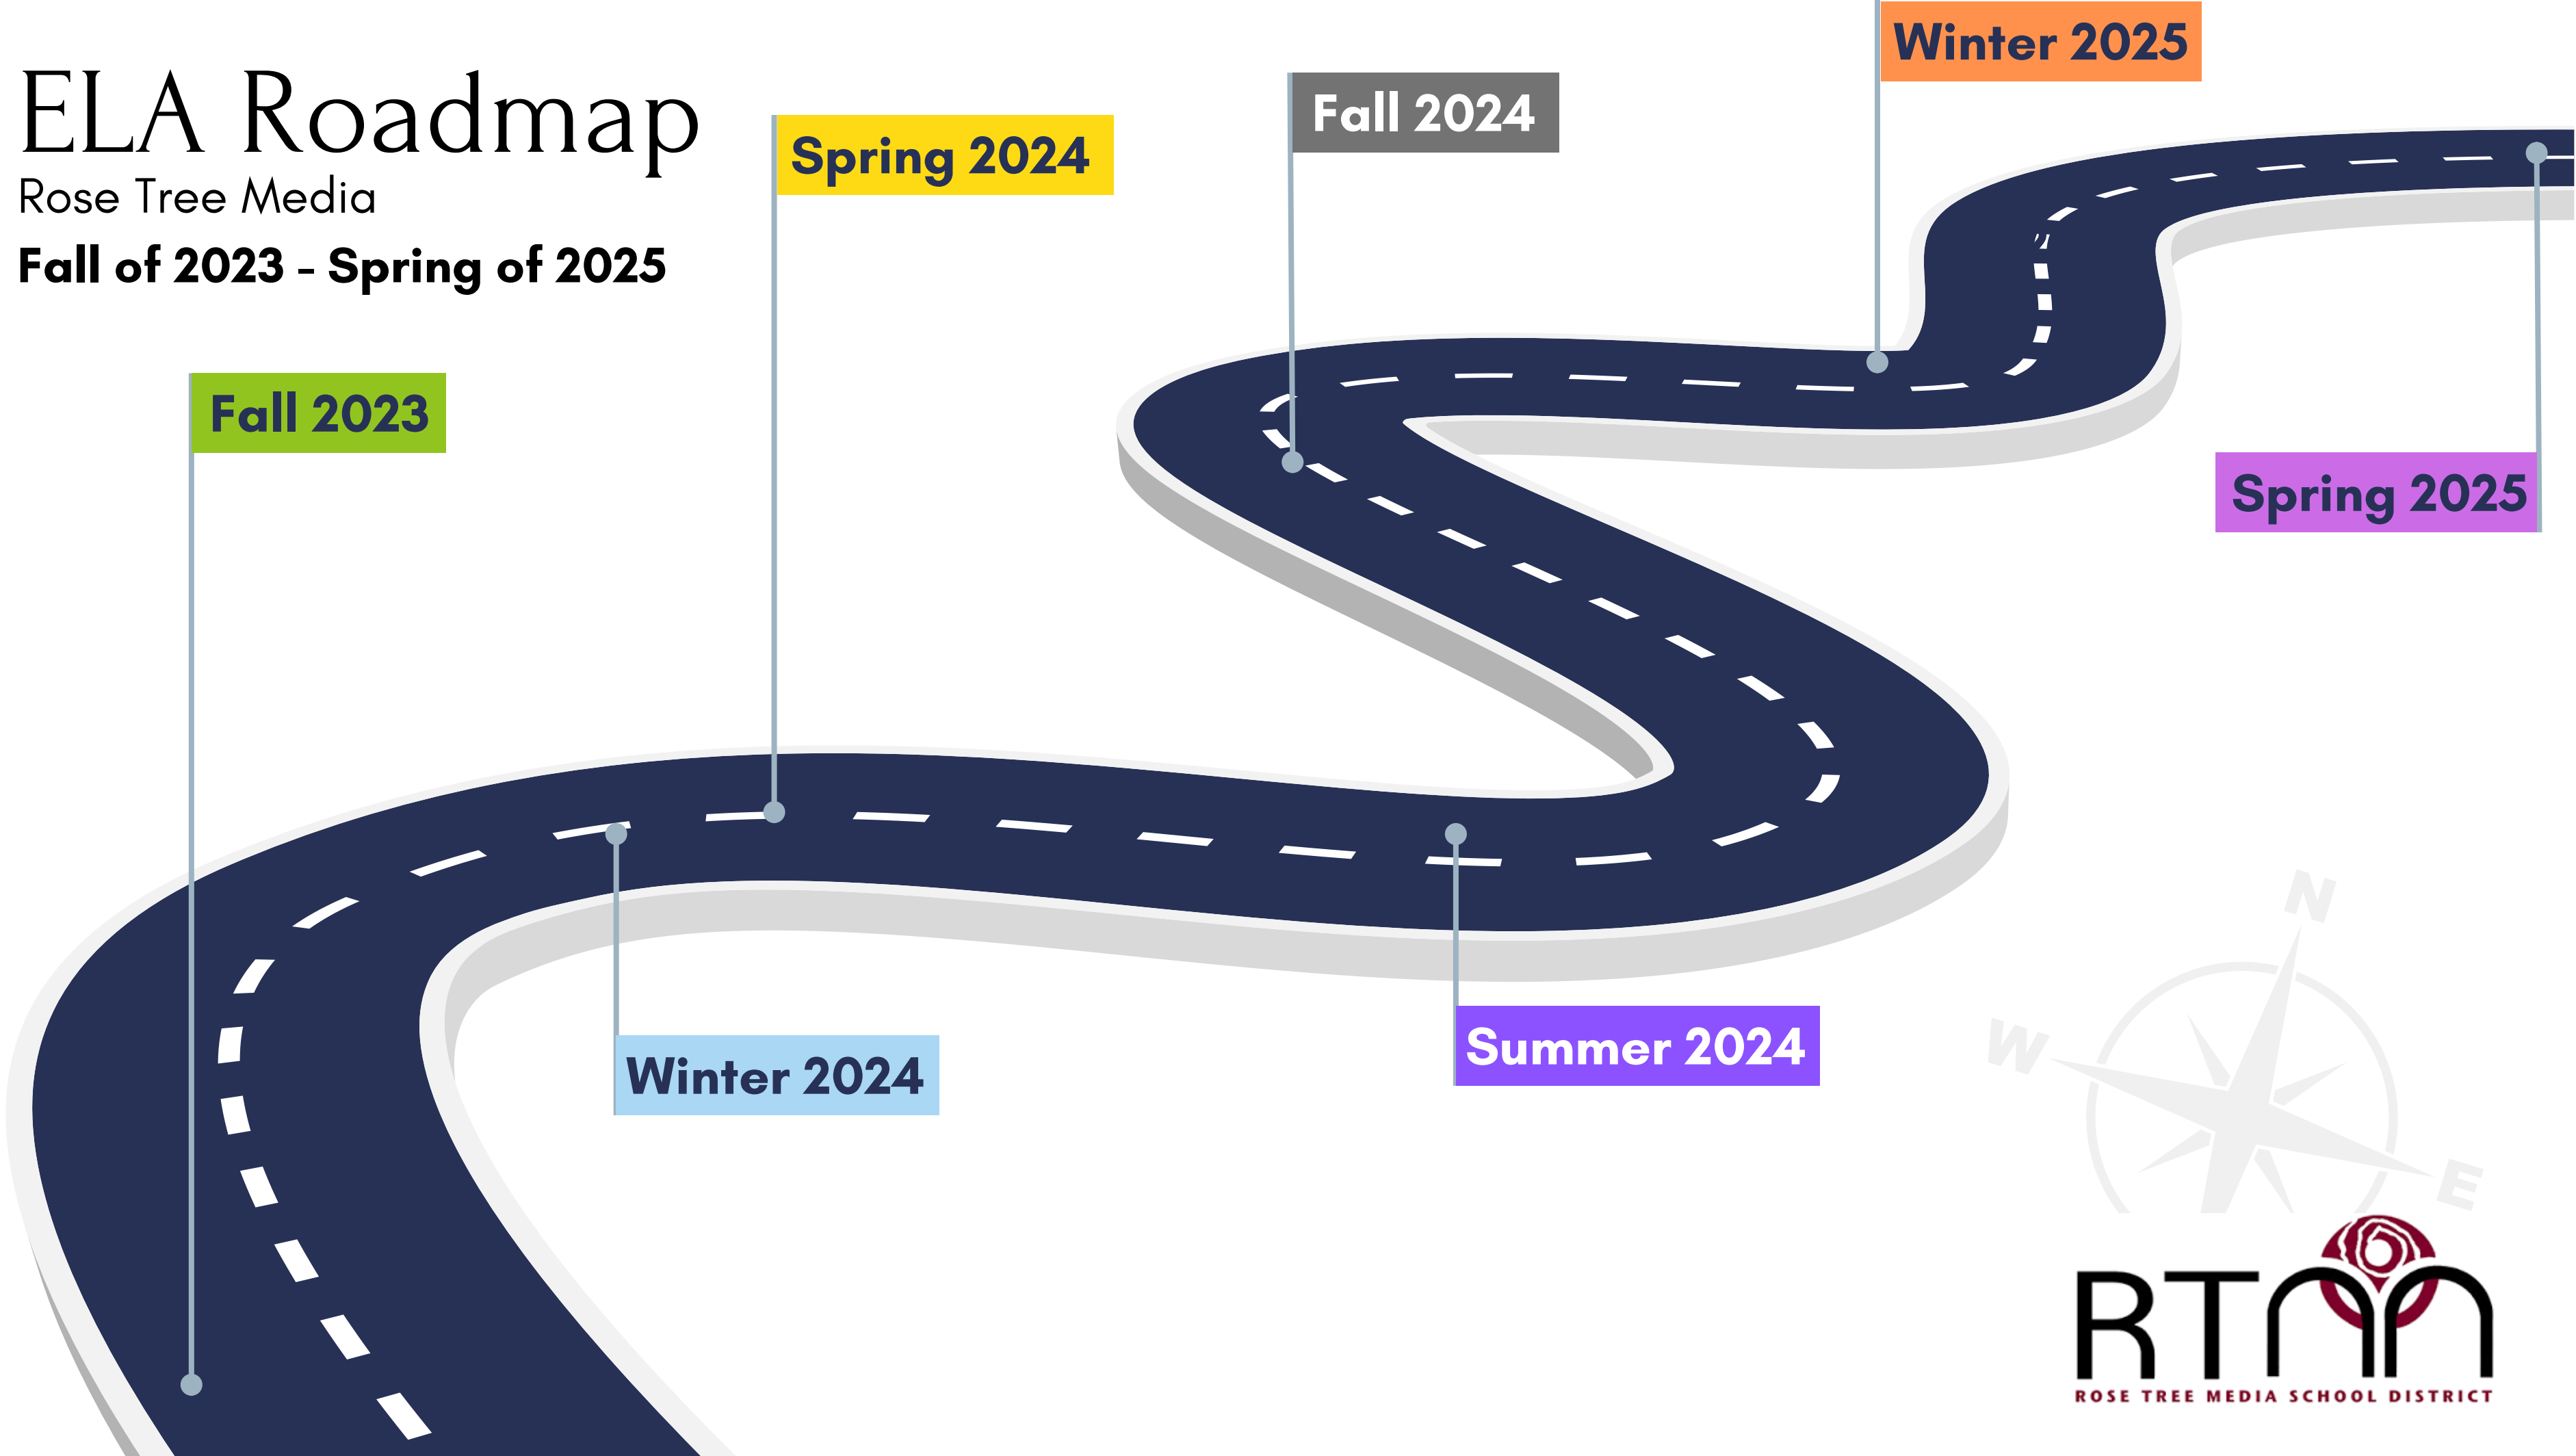 ELA Roadmap
Rose Tree Media
Fall of 2023 - Spring of 2025
Fall 2023
Winter 2024
Spring 2024
Summer 2024
Fall 2024
Winter 2025
Spring 2025
N
W
E
RTM
ROSE TREE MEDIA SCHOOL DISTRICT